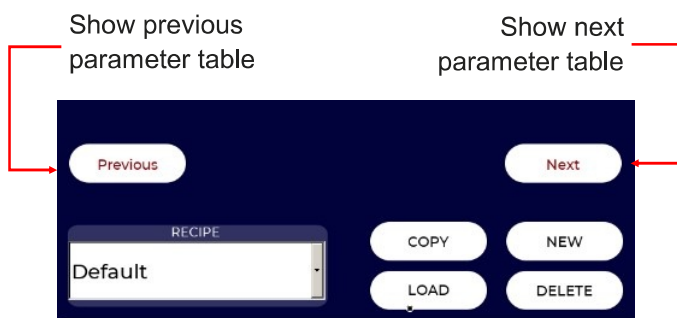 Show previous
parameter table
Show next
parameter table
Previous
Next
RECIPE
Default
COPY
NEW
LOAD
DELETE